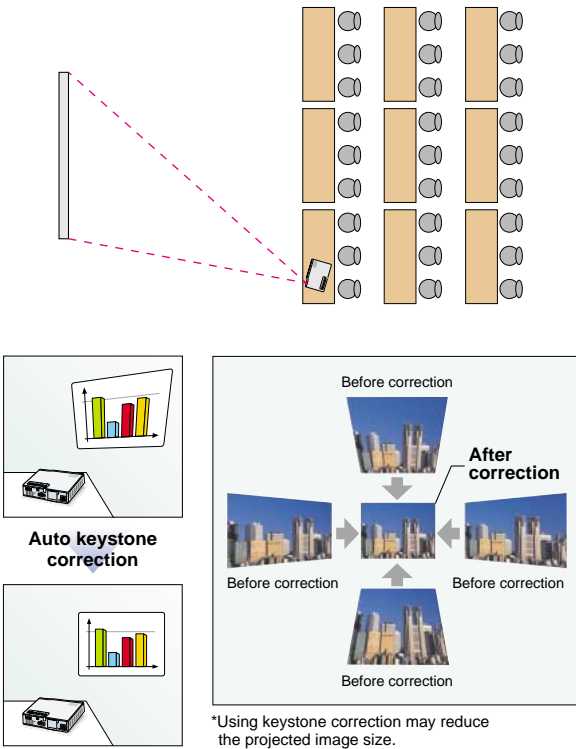 Before correction
After
correction
Auto keystone
correction
Before correction
Before correction
Before correction
*Using keystone correction may reduce
the projected image size.